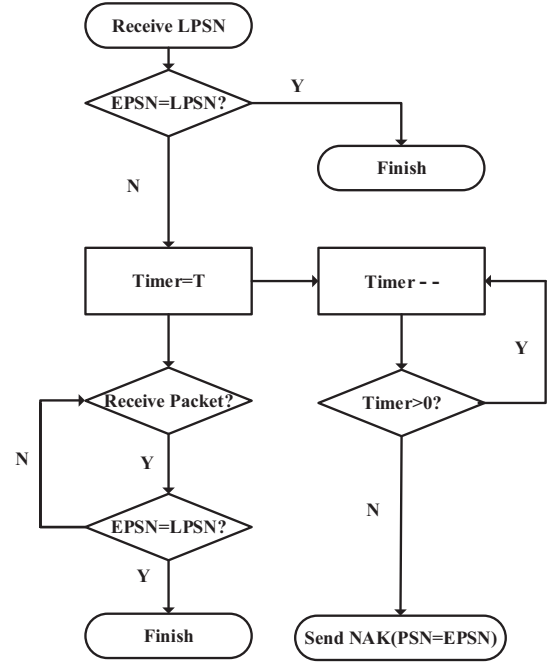 Receive LPSN
EPSN=LPSN?
Y
Finish
N
Timer=T
Timer - -
Y
Receive Packet?
Timer>0?
N
Y
N
EPSN=LPSN?
Y
Finish
Send NAK(PSN=EPSN)